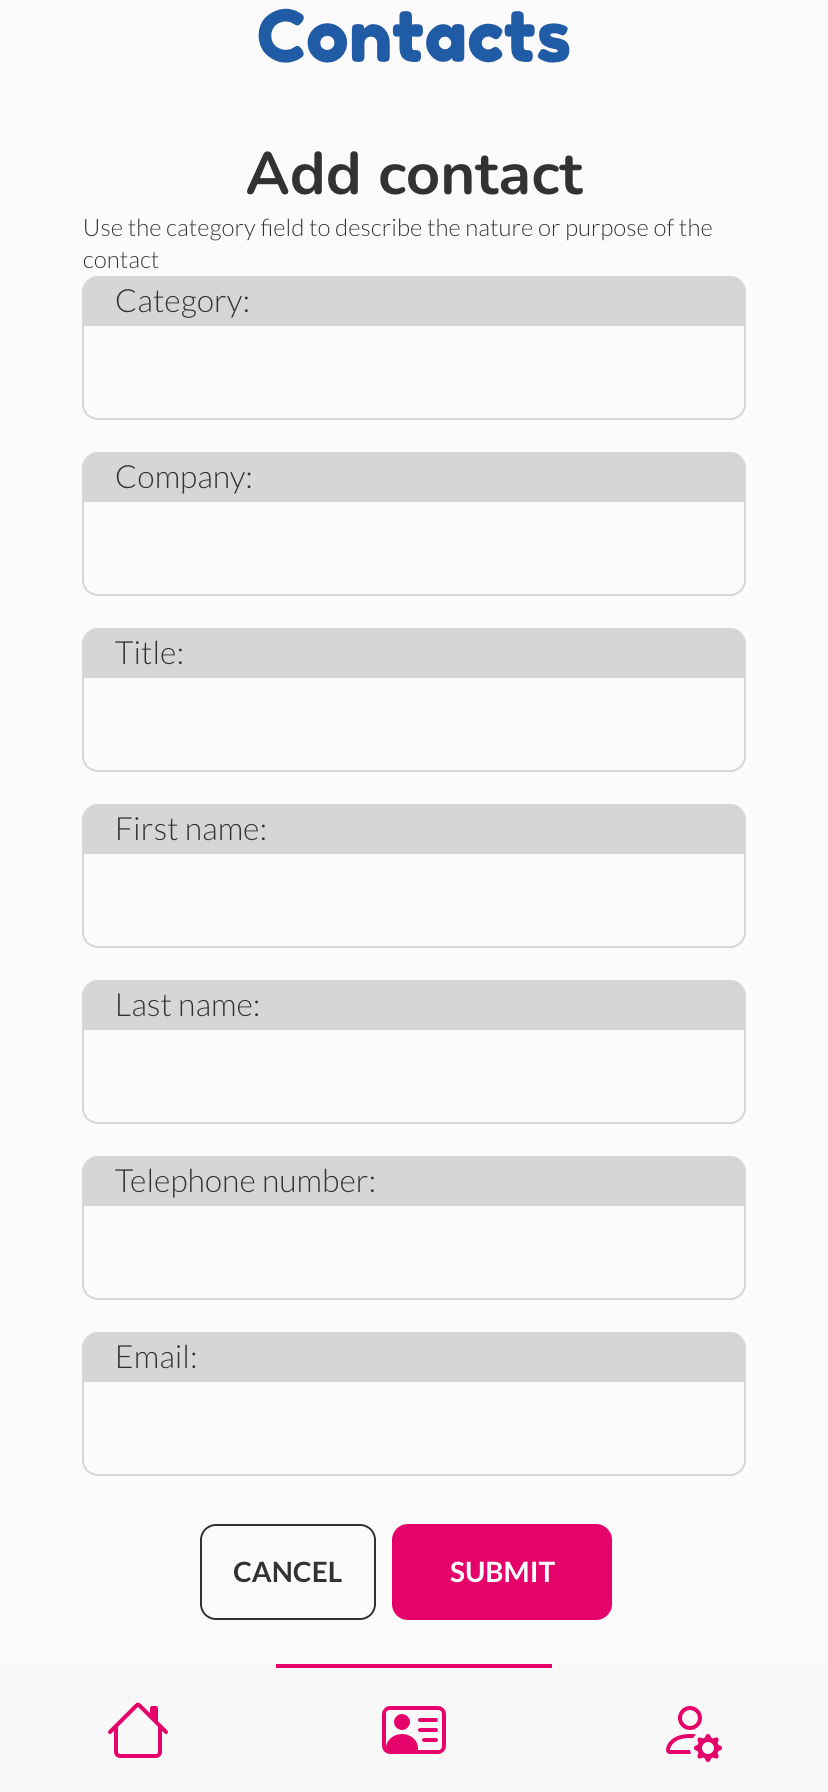 Contacts
Add contact
Use the category field to describe the nature or purpose of the
contact
Category:
Company:
Title:
First name:
Last name:
Telephone number:
Email:
CANCEL SUBMIT